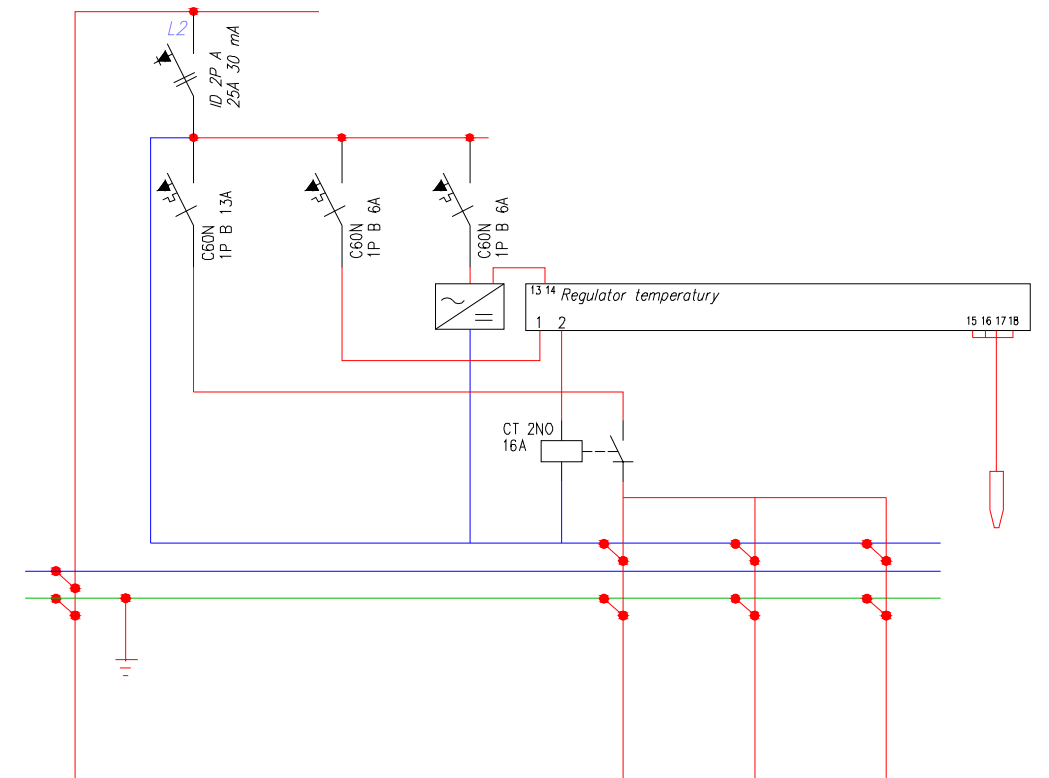 L2
ID 2P A
25A 30 mA
C60N
1P B 13A
C60N
1P B 6A
C60N
1P B 6A
13 14 Regulator temperatury
1 2
15 16 17 18
CT 2NO
16A